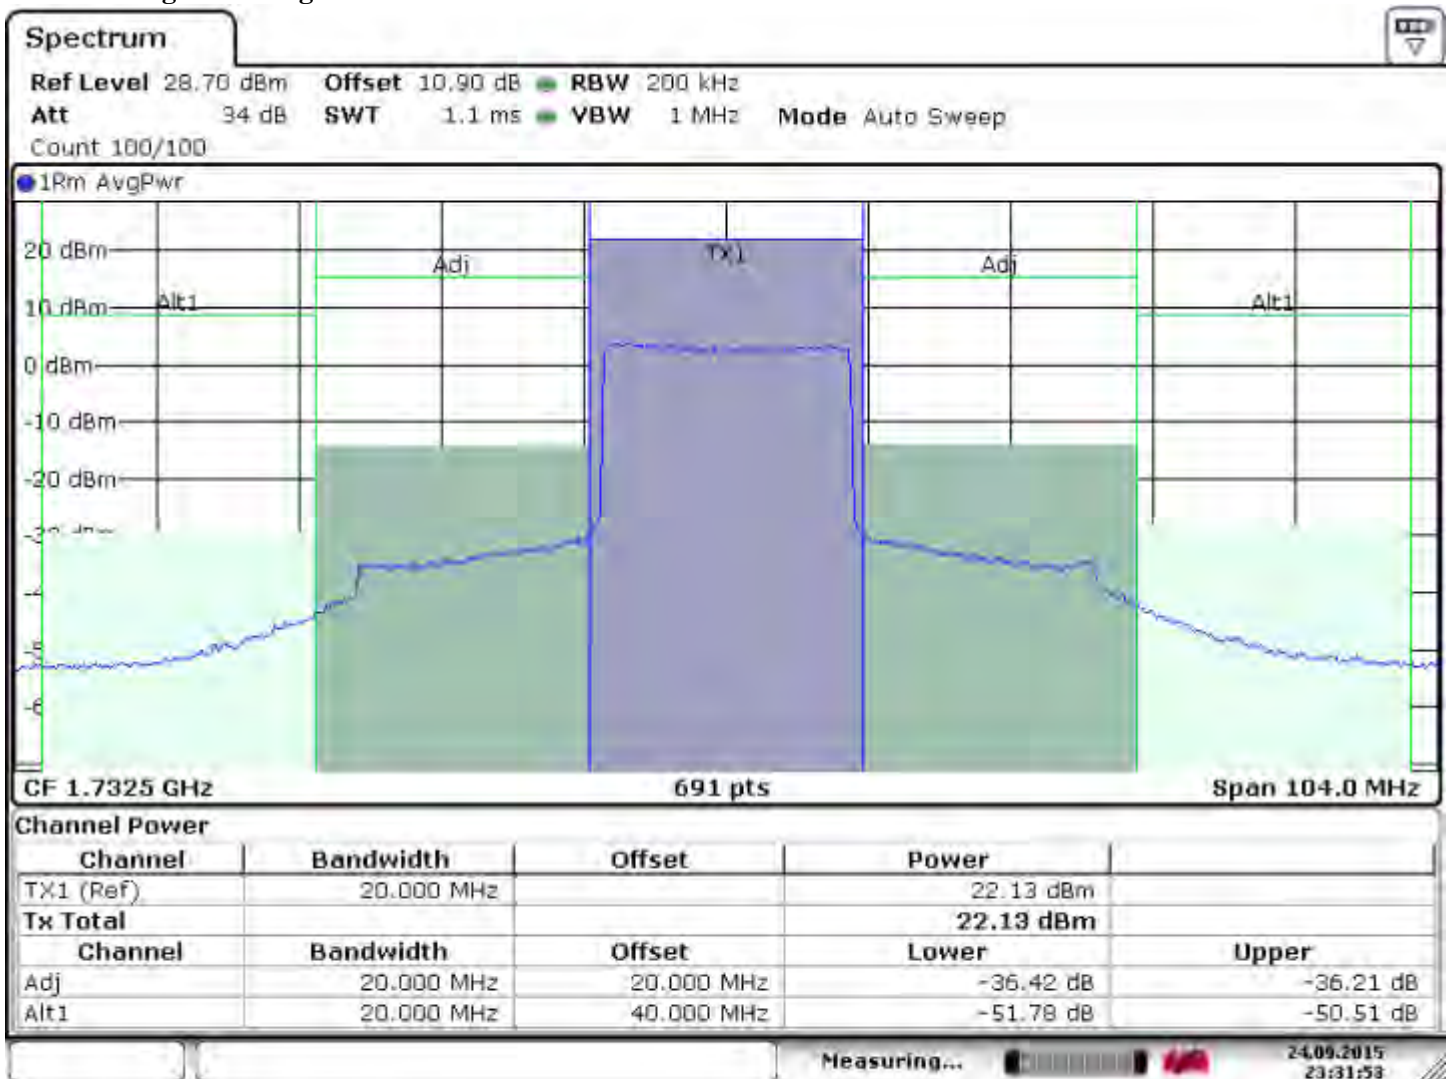 Spectrum
Ref Level 28.70 dBm Offset 10.90 dB RBW 200 kHz
Att 34 dB SWT 1.1 ms VBW 1 MHz Mode Auto Sweep
Count 100/100
1Rm AvgPwr
20 dBm
Adj TX1 Adj
10 dBm Alt1 Alt1
0 dBm
-10 dBm
-20 dBm
CF 1.7325 GHz 691 pts Span 104.0 MHz
Channel Power
Channel Bandwidth Offset Power
TX1 (Ref) 20.000 MHz 22.13 dBm
Tx Total 22.13 dBm
Channel Bandwidth Offset Lower Upper
Adj 20.000 MHz 20.000 MHz -36.42 dB -36.21 dB
Alt1 20.000 MHz 40.000 MHz -51.78 dB -50.51 dB
Measuring... 24.09.2015
23:31:53